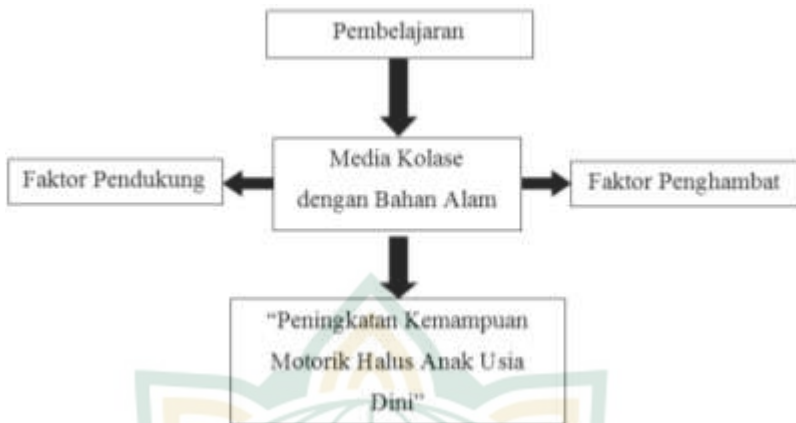 Pembelajaran
Media Kolase
dengan Bahan Alam
Faktor Pendukung
Faktor Penghambat
“Peningkatan Kemampuan
Motorik Halus Anak Usia
Dini”